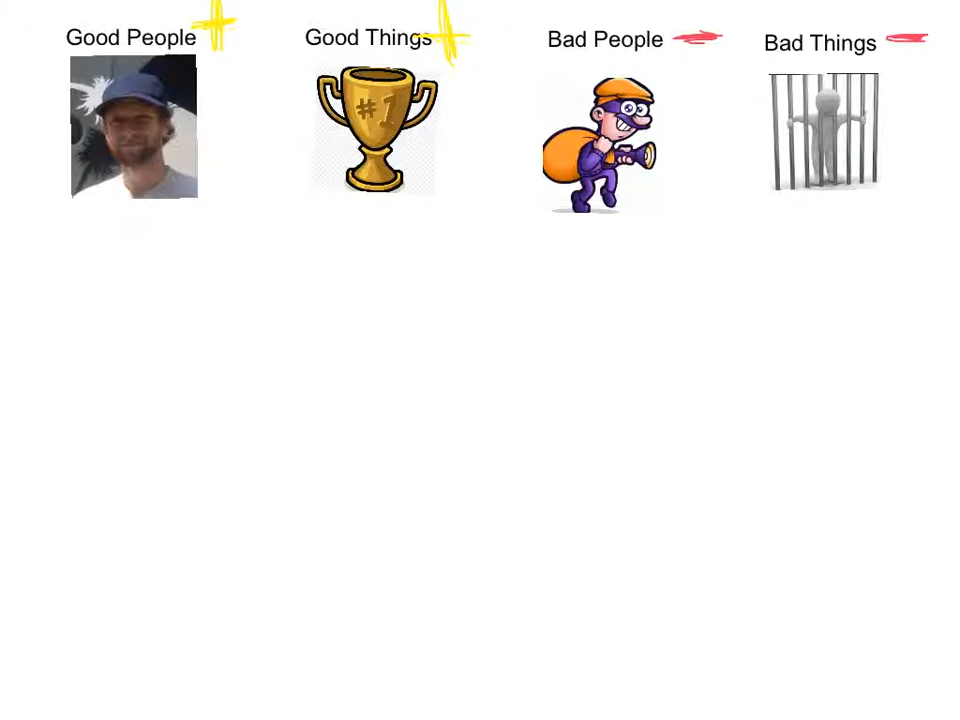 Good People +
Good Things +
Bad People -
Bad Things -
#1